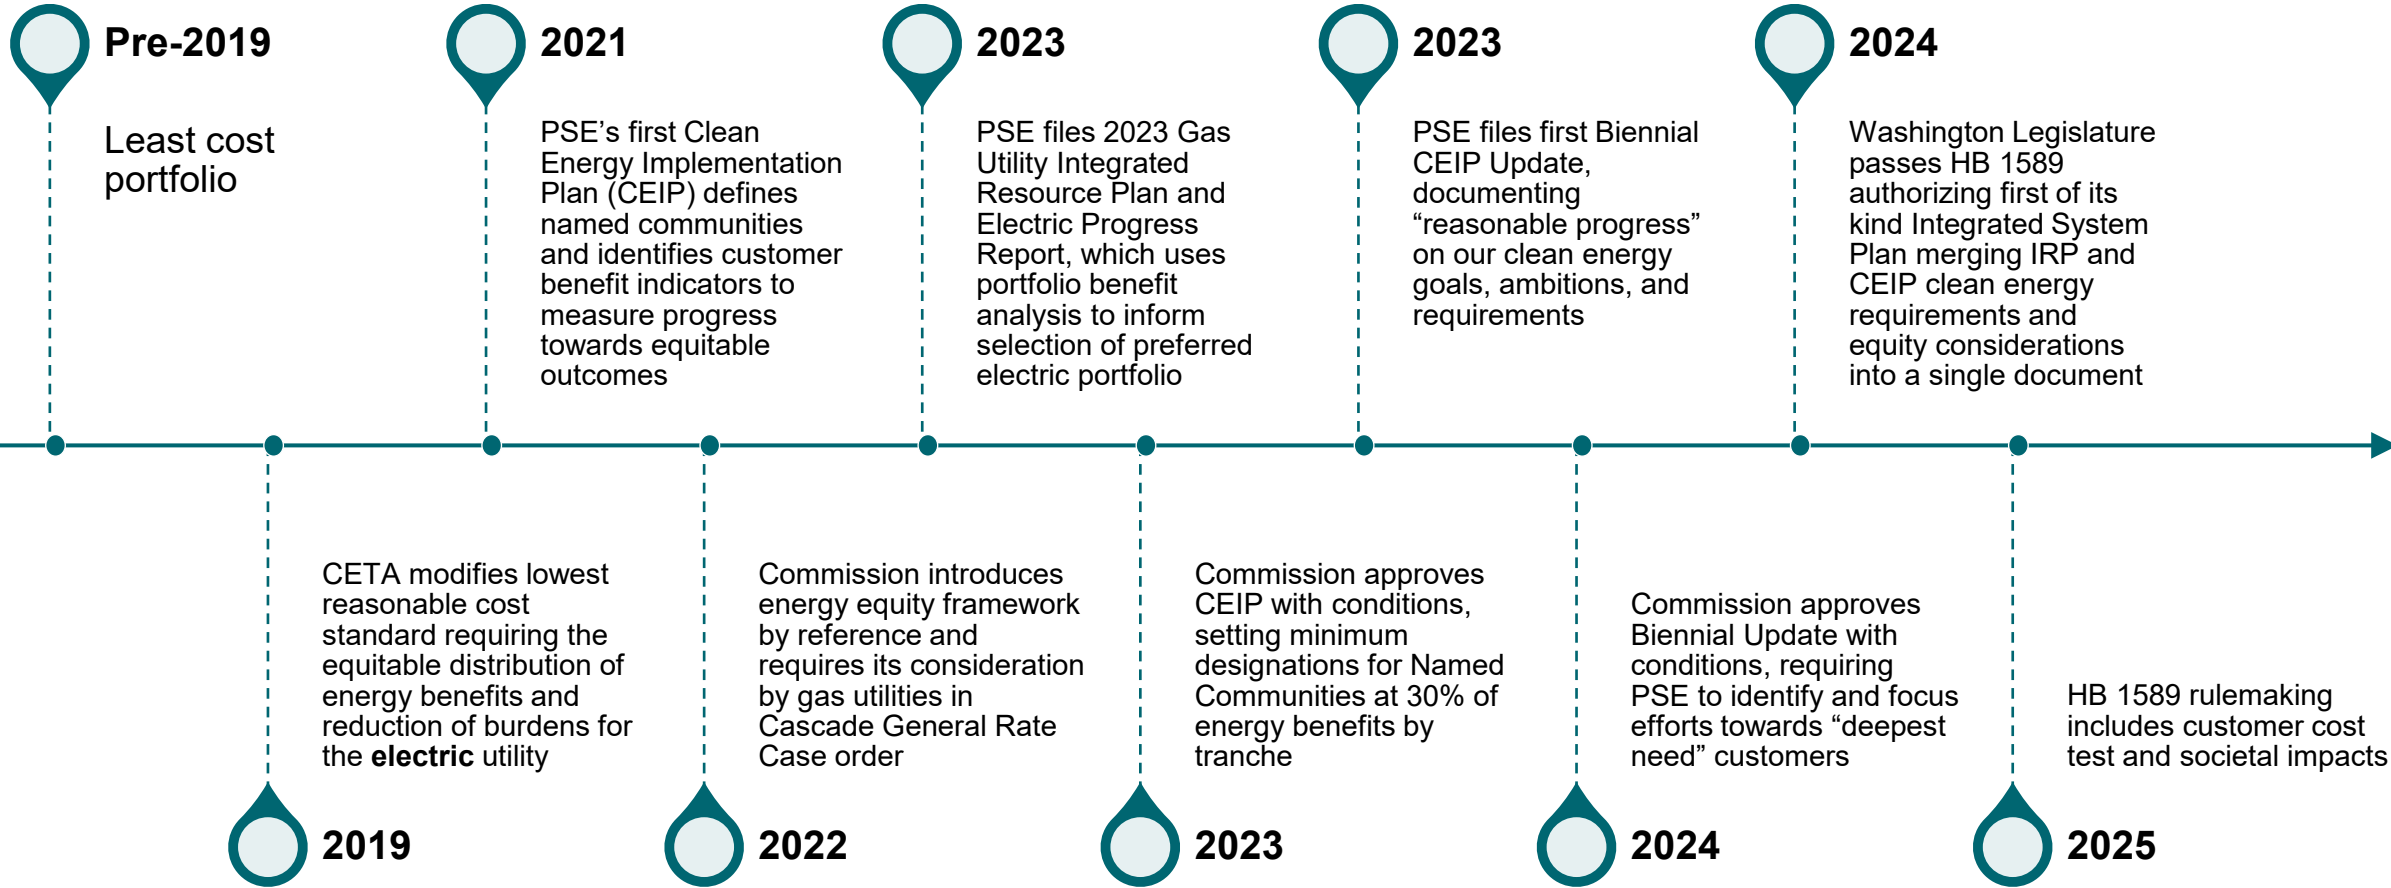 Pre-2019
Least cost
portfolio
2021
PSE’s first Clean
Energy Implementation
Plan (CEIP) defines
named communities
and identifies customer
benefit indicators to
measure progress
towards equitable
outcomes
2023
PSE files 2023 Gas
Utility Integrated
Resource Plan and
Electric Progress
Report, which uses
portfolio benefit
analysis to inform
selection of preferred
electric portfolio
2023
PSE files first Biennial
CEIP Update,
documenting
“reasonable progress”
on our clean energy
goals, ambitions, and
requirements
2024
Washington Legislature
passes HB 1589
authorizing first of its
kind Integrated System
Plan merging IRP and
CEIP clean energy
requirements and
equity considerations
into a single document
CETA modifies lowest
reasonable cost
standard requiring the
equitable distribution of
energy benefits and
reduction of burdens for
the electric utility
2019
Commission introduces
energy equity framework
by reference and
requires its consideration
by gas utilities in
Cascade General Rate
Case order
2022
Commission approves
CEIP with conditions,
setting minimum
designations for Named
Communities at 30% of
energy benefits by
tranche
2023
Commission approves
Biennial Update with
conditions, requiring
PSE to identify and focus
efforts towards “deepest
need” customers
2024
HB 1589 rulemaking
includes customer cost
test and societal impacts
2025